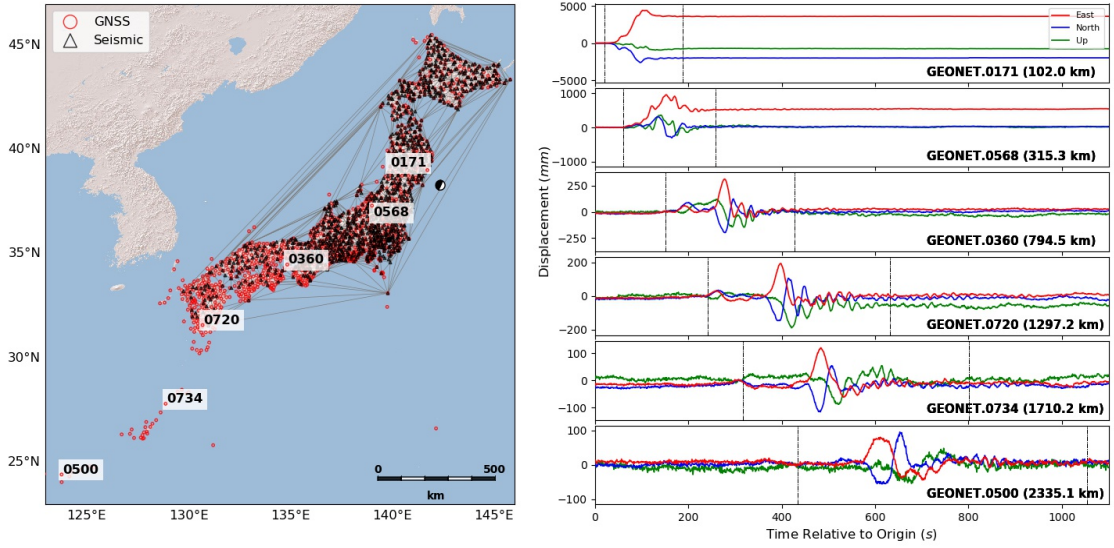 GNSS
Seismic
45°N
40°N
35°N
30°N
25°N
0171
0568
0360
0720
0734
0500
0
500
km
125°E
130°E
135°E
140°E
145°E
5000
0
−5000
East
North
Up
GEONET.0171 (102.0 km)
1000
0
−1000
GEONET.0568 (315.3 km)
250
0
−250
GEONET.0360 (794.5 km)
200
0
−200
GEONET.0720 (1297.2 km)
100
0
−100
GEONET.0734 (1710.2 km)
100
0
−100
GEONET.0500 (2335.1 km)
Displacement (mm)
0
200
400
600
800
1000
Time Relative to Origin (s)